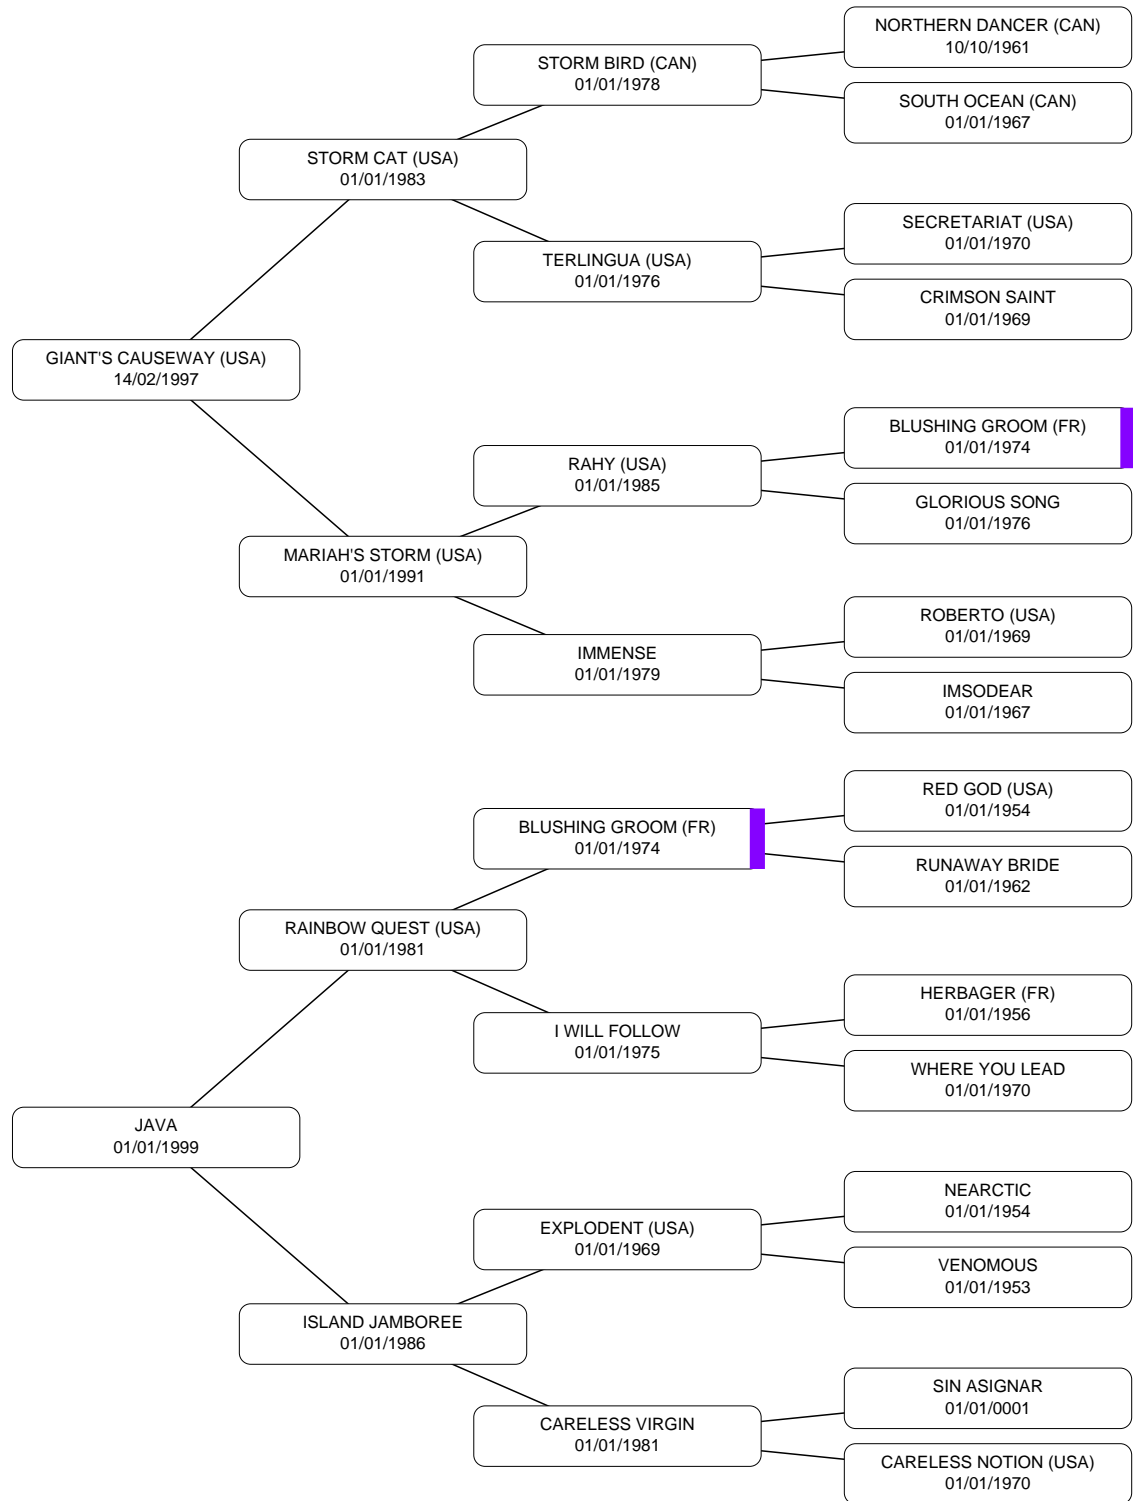 NORTHERN DANCER (CAN)
10/10/1961
STORM BIRD (CAN)
01/01/1978
SOUTH OCEAN (CAN)
01/01/1967
STORM CAT (USA)
01/01/1983
SECRETARIAT (USA)
01/01/1970
TERLINGUA (USA)
01/01/1976
CRIMSON SAINT
01/01/1969
GIANT'S CAUSEWAY (USA)
14/02/1997
BLUSHING GROOM (FR)
01/01/1974
RAHY (USA)
01/01/1985
GLORIOUS SONG
01/01/1976
MARIAH'S STORM (USA)
01/01/1991
ROBERTO (USA)
01/01/1969
IMMENSE
01/01/1979
IMSODEAR
01/01/1967
RED GOD (USA)
01/01/1954
BLUSHING GROOM (FR)
01/01/1974
RUNAWAY BRIDE
01/01/1962
RAINBOW QUEST (USA)
01/01/1981
HERBAGER (FR)
01/01/1956
I WILL FOLLOW
01/01/1975
WHERE YOU LEAD
01/01/1970
JAVA
01/01/1999
NEARCTIC
01/01/1954
EXPLODENT (USA)
01/01/1969
VENOMOUS
01/01/1953
ISLAND JAMBOREE
01/01/1986
SIN ASIGNAR
01/01/0001
CARELESS VIRGIN
01/01/1981
CARELESS NOTION (USA)
01/01/1970